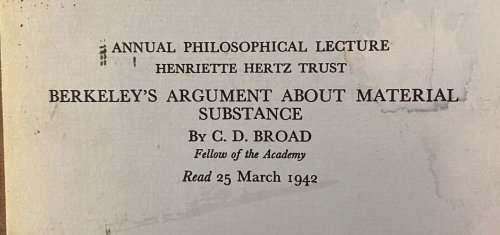 ANNUAL PHILOSOPHICAL LECTURE
HENRIETTE HERTZ TRUST
BERKELEY'S ARGUMENT ABOUT MATERIAL
SUBSTANCE
By C. D. BROAD
Fellow of the Academy
Read 25 March 1942